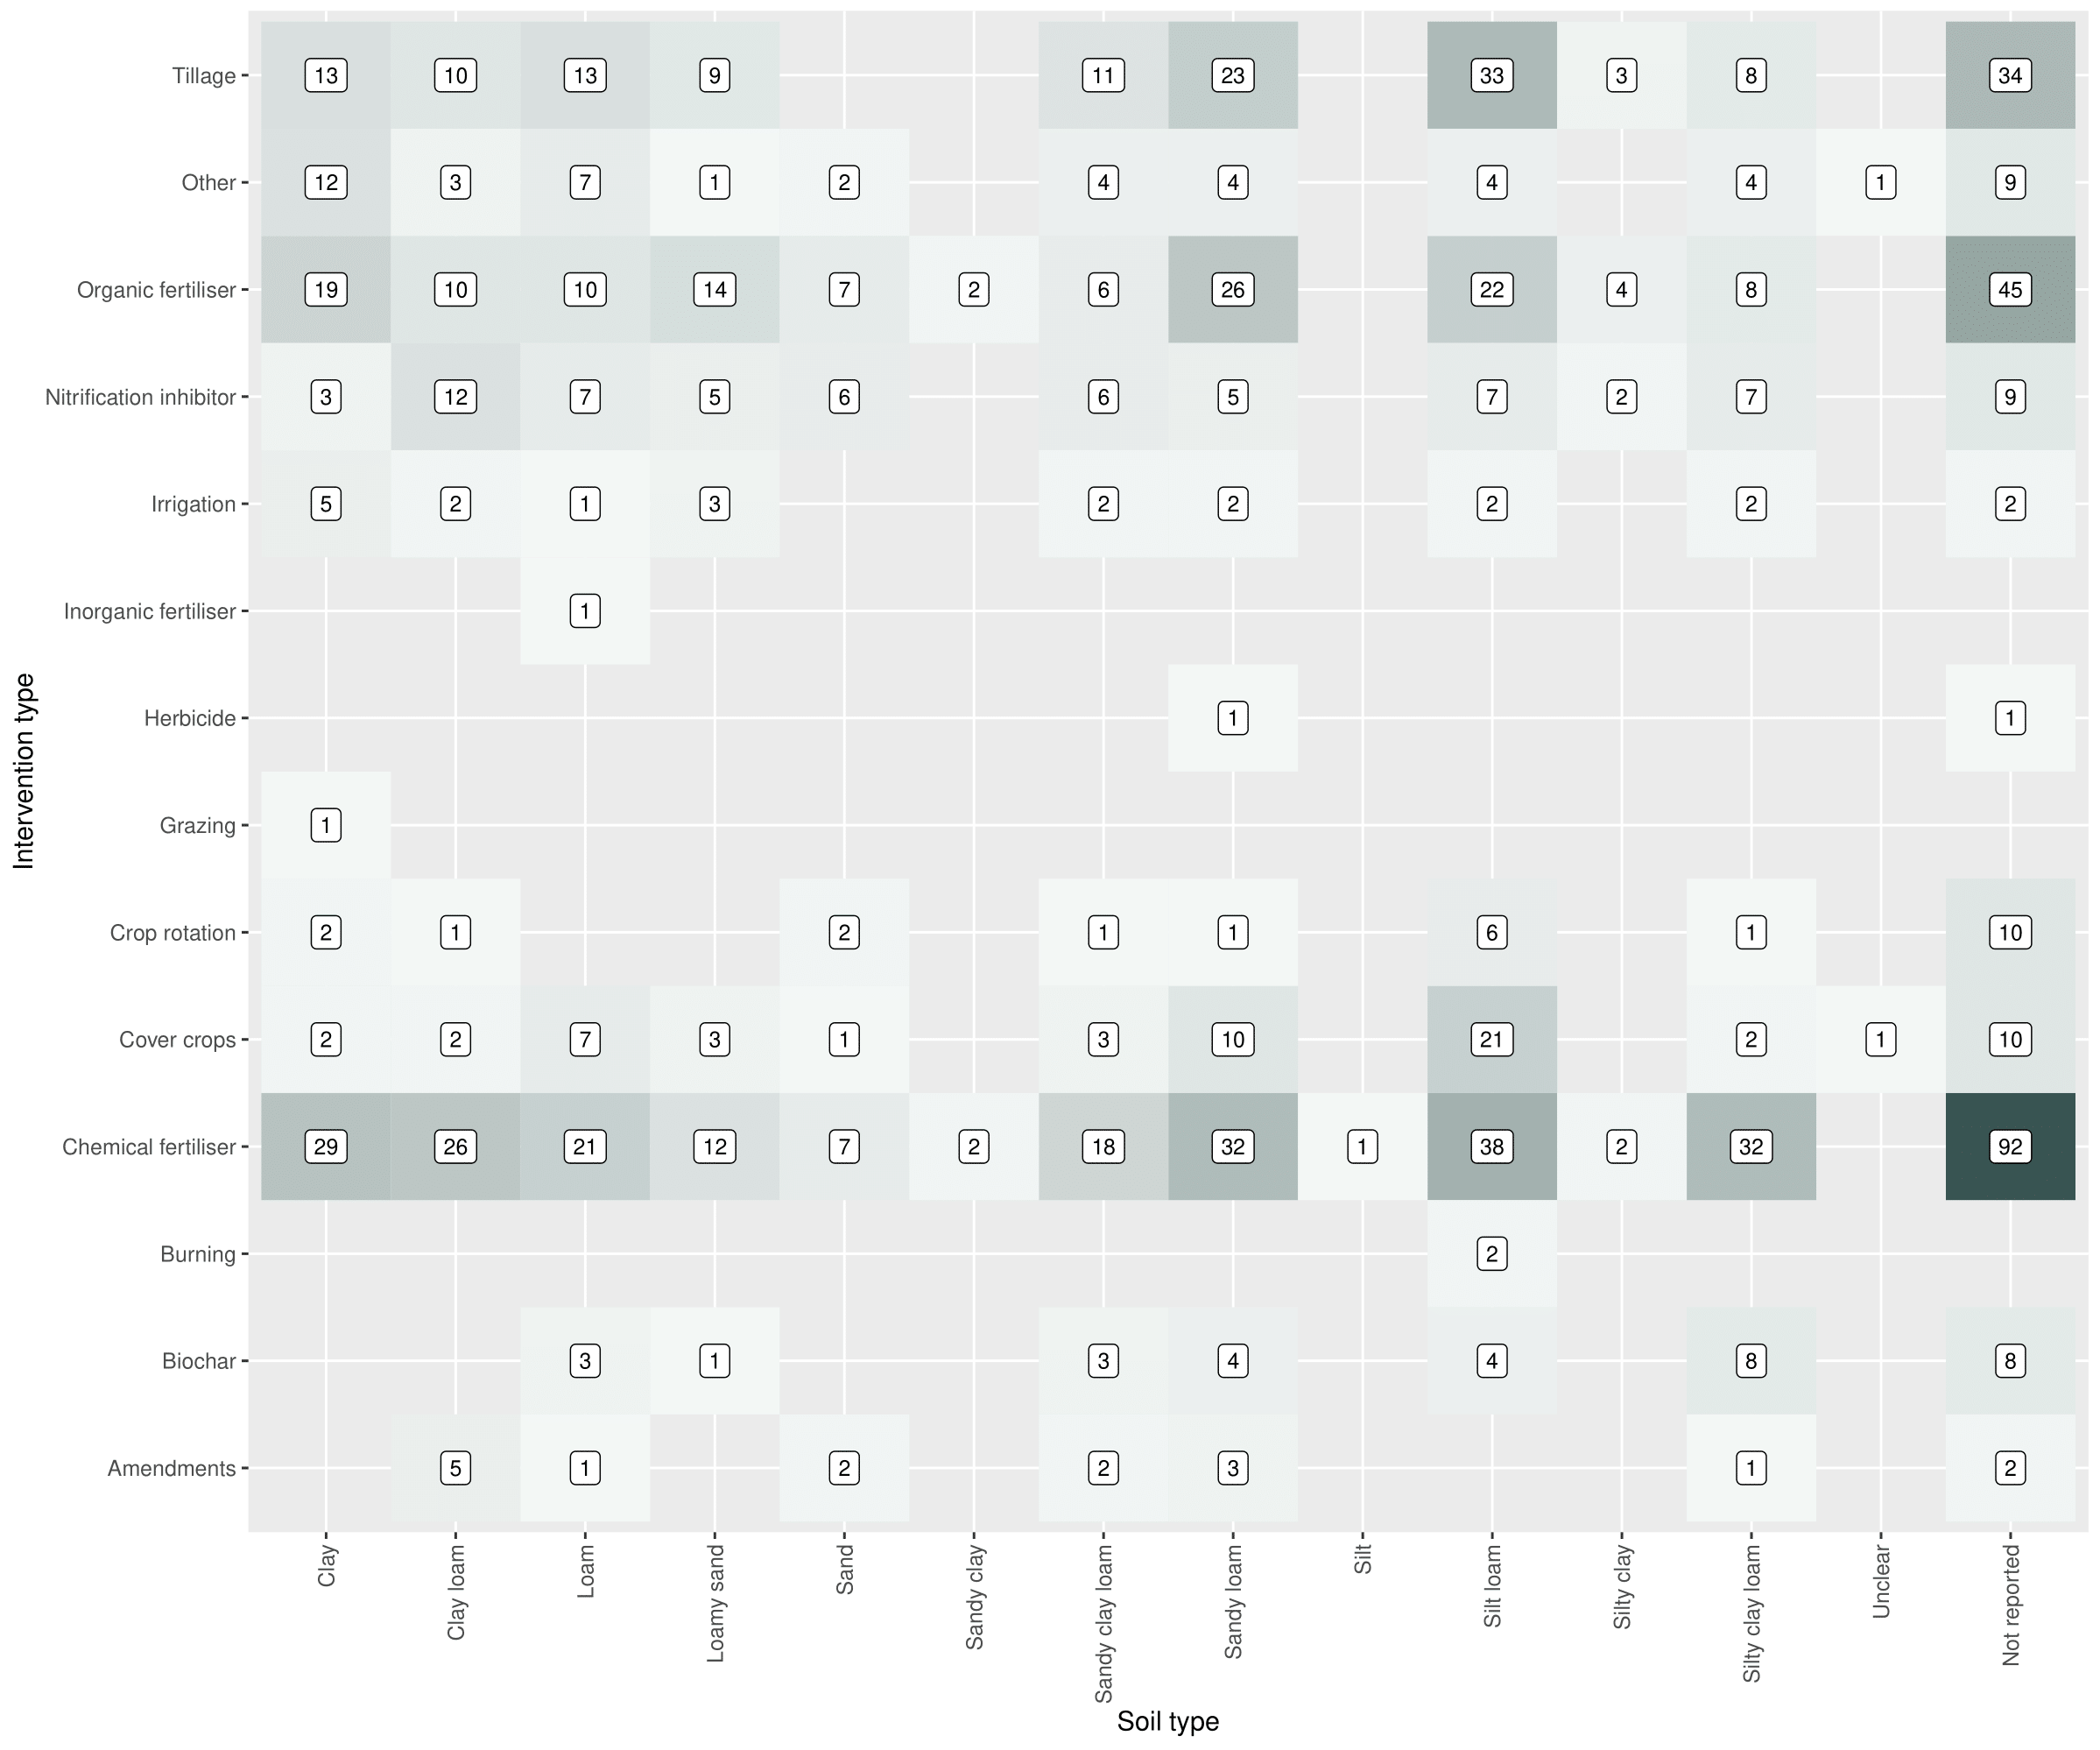 Intervention type
Tillage 13 10 13 9 11 23 33 3 8 34
Other 12 3 7 1 2 4 4 4 4 1 9
Organic fertiliser 19 10 10 14 7 2 6 26 22 4 8 45
Nitrification inhibitor 3 12 7 5 6 6 5 7 2 7 9
Irrigation 5 2 1 3 2 2 2 2 2
Inorganic fertiliser 1
Herbicide 1 1
Grazing 1
Crop rotation 2 1 2 1 1 6 1 10
Cover crops 2 2 7 3 1 3 10 21 2 1 10
Chemical fertiliser 29 26 21 12 7 2 18 32 1 38 2 32 92
Burning 2
Biochar 3 1 3 4 4 8 8
Amendments 5 1 2 2 3 1 2
Clay
Clay loam
Loam
Loamy sand
Sand
Sandy clay
Sandy clay loam
Sandy loam
Silt
Silt loam
Silty clay
Silty clay loam
Unclear
Not reported
Soil type